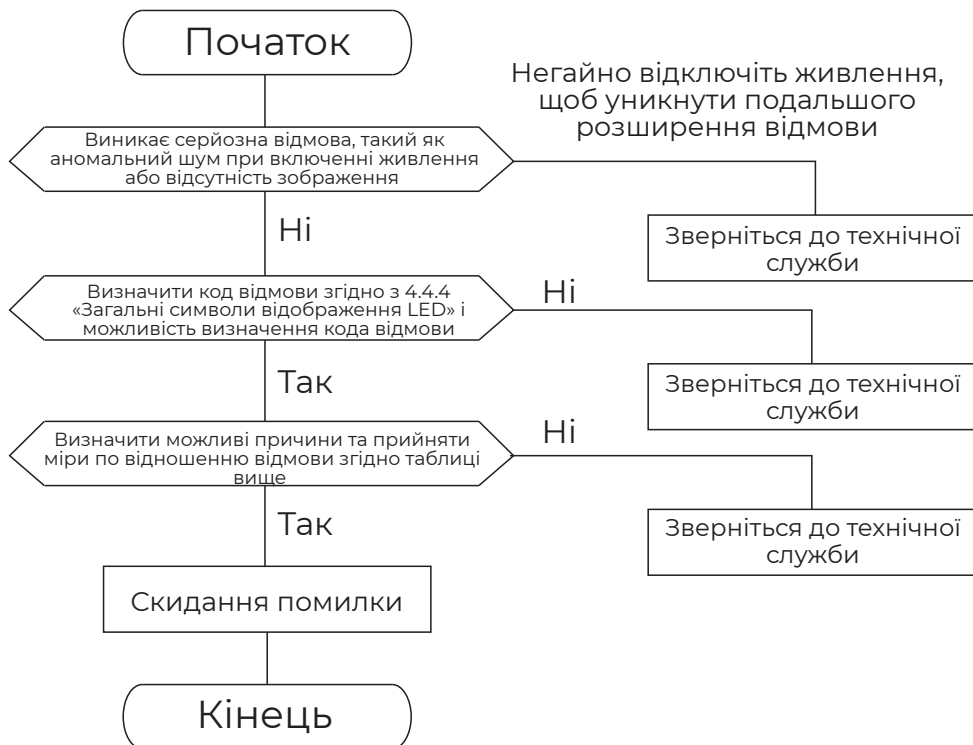 Початок
Негайно відключіть живлення,
щоб уникнути подальшого
розширення відмови
Виникає серйозна відмова, такий як
аномальний шум при включенні живлення
або відсутність зображення
Ні
Зверніться до технічної
служби
Визначити код відмови згідно з 4.4.4
«Загальні символи відображення LED» і
можливість визначення кода відмови
Ні
Так
Зверніться до технічної
служби
Визначити можливі причини та прийняти
міри по відношенню відмови згідно таблиці
вище
Ні
Так
Зверніться до технічної
служби
Скидання помилки
Кінець